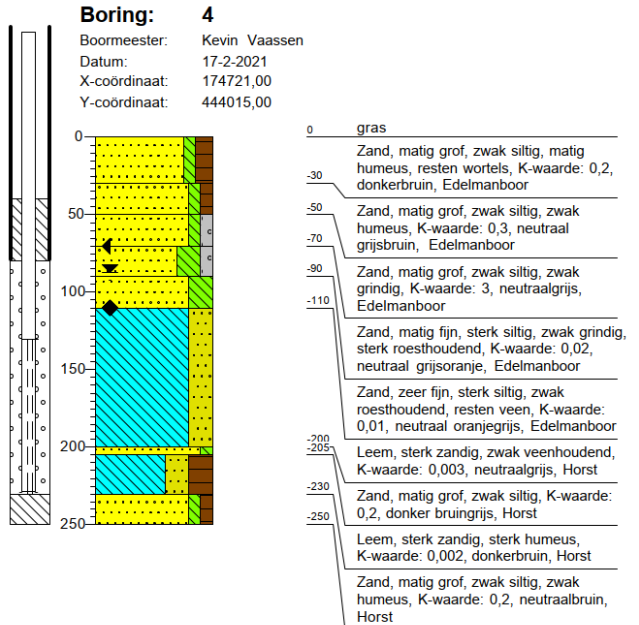 Boring: 4
Boormeester: Kevin Vaassen
Datum: 17-2-2021
X-coördinaat: 174721,00
Y-coördinaat: 444015,00
0
50
100
150
200
250
0
-30
-50
-70
-90
-110
-200
-205
-230
-250
gras
Zand, matig grof, zwak siltig, matig
humeus, resten wortels, K-waarde: 0,2,
donkerbruin, Edelmanboor
Zand, matig grof, zwak siltig, zwak
humeus, K-waarde: 0,3, neutraal
grijsbruin, Edelmanboor
Zand, matig grof, zwak siltig, zwak
grindig, K-waarde: 3, neutraalgrijs,
Edelmanboor
Zand, matig fijn, sterk siltig, zwak grindig,
sterk roesthoudend, K-waarde: 0,02,
neutraal grijsoranje, Edelmanboor
Zand, zeer fijn, sterk siltig, zwak
roesthoudend, resten veen, K-waarde:
0,01, neutraal oranjegrijs, Edelmanboor
Leem, sterk zandig, zwak veenhoudend,
K-waarde: 0,003, neutraalgrijs, Horst
Zand, matig grof, zwak siltig, K-waarde:
0,2, donker bruingrijs, Horst
Leem, sterk zandig, sterk humeus,
K-waarde: 0,002, donkerbruin, Horst
Zand, matig grof, zwak siltig, zwak
humeus, K-waarde: 0,2, neutraalbruin,
Horst